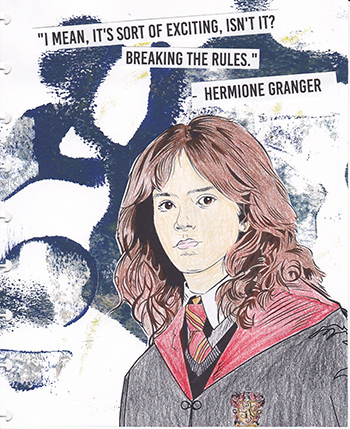 "I MEAN, IT'S SORT OF EXCITING, ISN'T IT?
BREAKING THE RULES."
- HERMIONE GRANGER